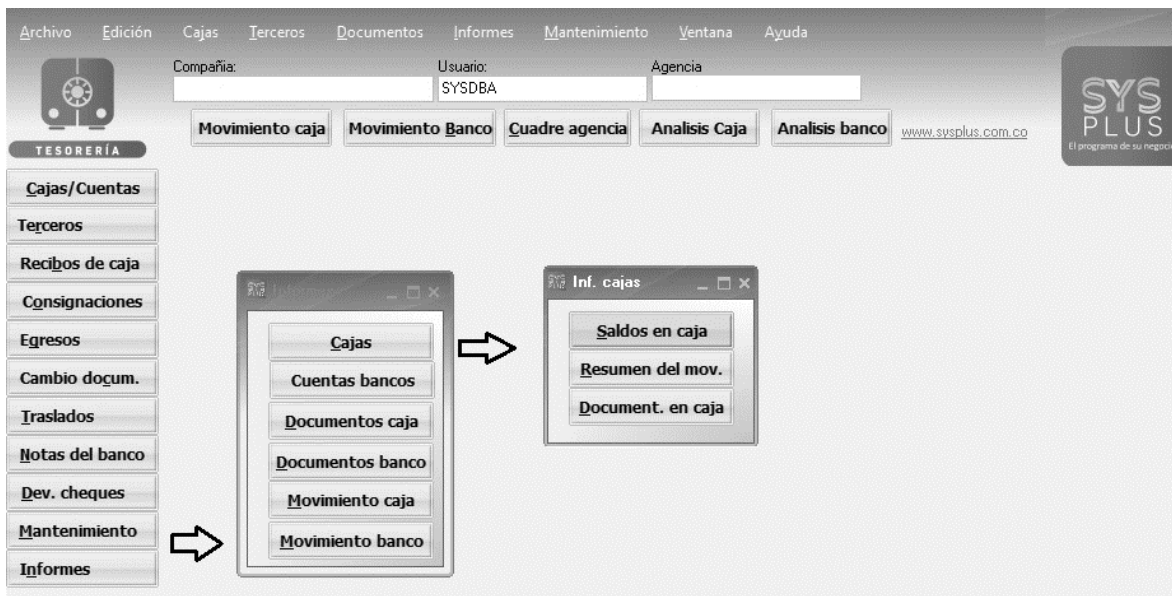 Archivo Edición Cajas Terceros Documentos Informes Mantenimiento Ventana Ayuda
Compañia: Usuario: Agencia
SYSDBA
Movimiento caja Movimiento Banco Cuadre agencia Analisis Caja Analisis banco www.sysplus.com.co
SYS
PLUS
El programa de su negocio
TESORERÍA
Cajas/Cuentas
Terceros
Recibos de caja
Consignaciones
Egresos
Cambio docum.
Traslados
Notas del banco
Dev. cheques
Mantenimiento
Informes
Cajas
Cuentas bancos
Documentos caja
Documentos banco
Movimiento caja
Movimiento banco
Inf. cajas
Saldos en caja
Resumen del mov.
Document. en caja